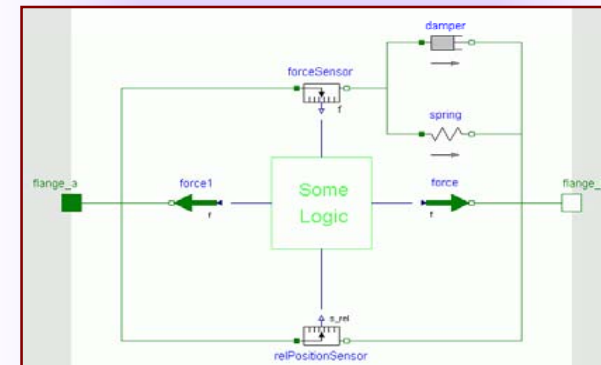 damper
forceSensor
f
spring
flange_a
force1
Some
Logic
force
flange_
r
s_rel
relPositionSensor